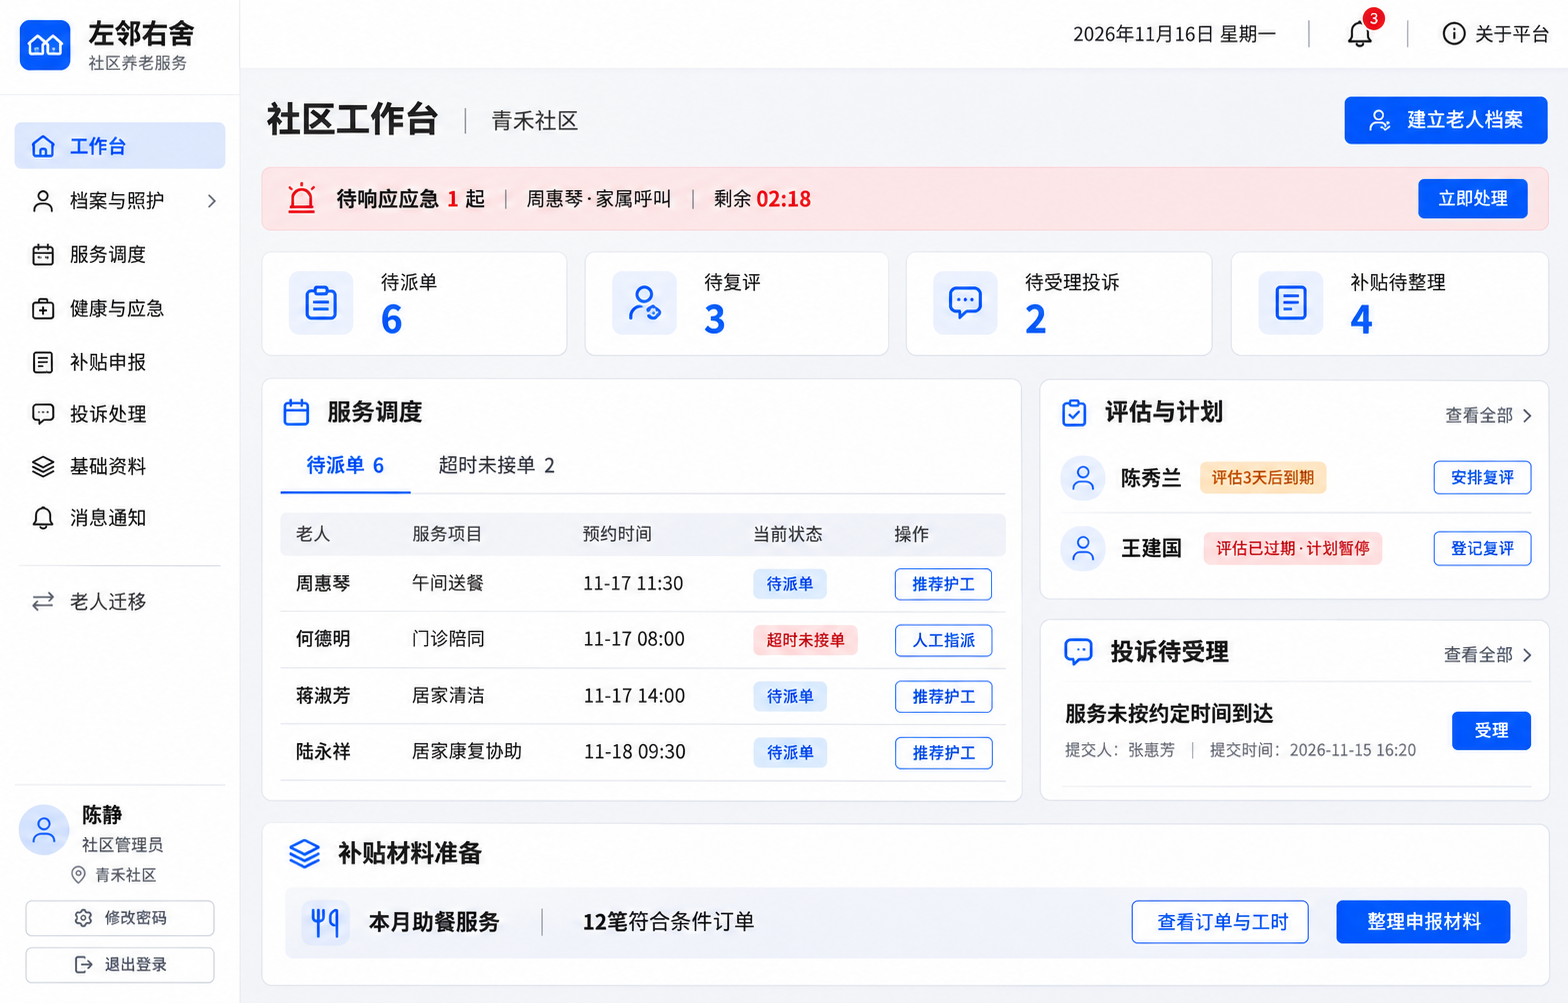 左邻右舍
社区养老服务
2026年11月16日 星期一
3
关于平台
工作台
档案与照护
服务调度
健康与应急
补贴申报
投诉处理
基础资料
消息通知
老人迁移
陈静
社区管理员
青禾社区
修改密码
退出登录
社区工作台 | 青禾社区
建立老人档案
待响应应急 1 起 | 周惠琴·家属呼叫 | 剩余 02:18
立即处理
待派单
6
待复评
3
待受理投诉
2
补贴待整理
4
服务调度
待派单 6 超时未接单 2
老人 服务项目 预约时间 当前状态 操作
周惠琴 午间送餐 11-17 11:30 待派单 推荐护工
何德明 门诊陪同 11-17 08:00 超时未接单 人工指派
蒋淑芳 居家清洁 11-17 14:00 待派单 推荐护工
陆永祥 居家康复协助 11-18 09:30 待派单 推荐护工
评估与计划 查看全部
陈秀兰 评估3天后到期 安排复评
王建国 评估已过期·计划暂停 登记复评
投诉待受理 查看全部
服务未按约定时间到达
提交人：张惠芳 | 提交时间：2026-11-15 16:20
受理
补贴材料准备
本月助餐服务 | 12笔符合条件订单 查看订单与工时 整理申报材料